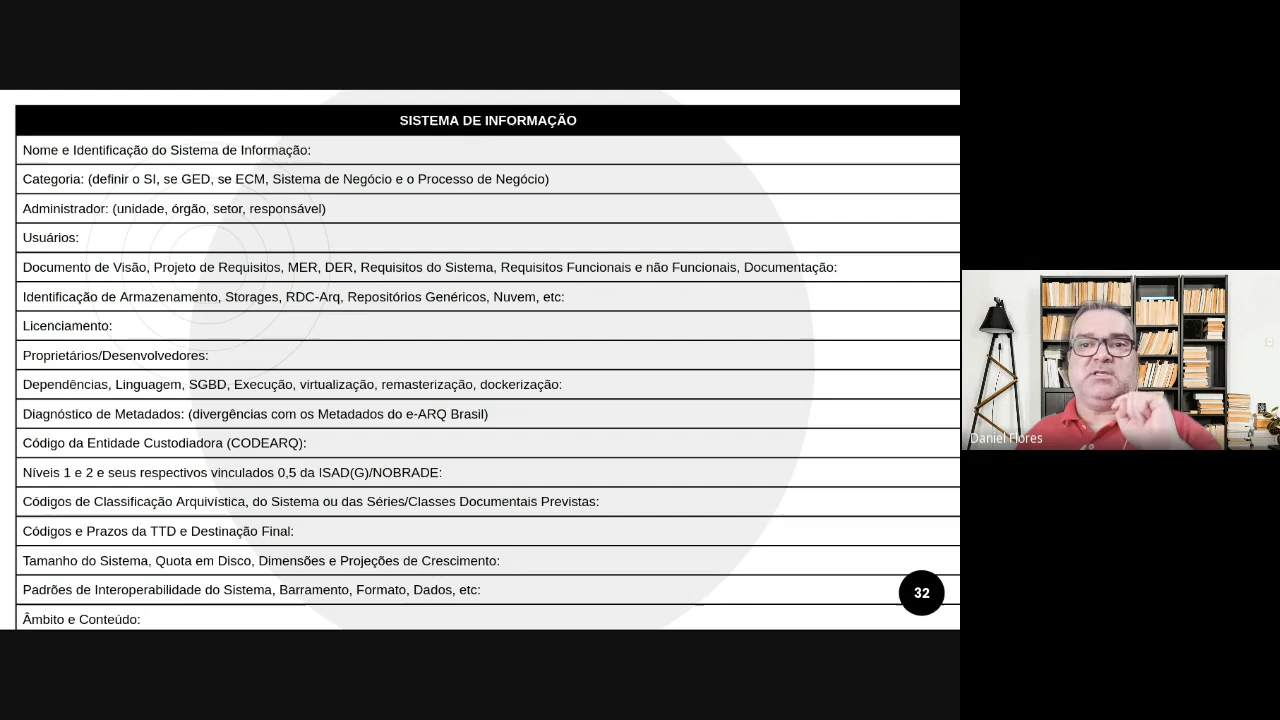 SISTEMA DE INFORMAÇÃO
Nome e Identificação do Sistema de Informação:
Categoria: (definir o SI, se GED, se ECM, Sistema de Negócio e o Processo de Negócio)
Administrador: (unidade, órgão, setor, responsável)
Usuários:
Documento de Visão, Projeto de Requisitos, MER, DER, Requisitos do Sistema, Requisitos Funcionais e não Funcionais, Documentação:
Identificação de Armazenamento, Storages, RDC-Arq, Repositórios Genéricos, Nuvem, etc:
Licenciamento:
Proprietários/Desenvolvedores:
Dependências, Linguagem, SGBD, Execução, virtualização, remasterização, dockerização:
Diagnóstico de Metadados: (divergências com os Metadados do e-ARQ Brasil)
Código da Entidade Custodiadora (CODEARQ):
Níveis 1 e 2 e seus respectivos vinculados 0,5 da ISAD(G)/NOBRADE:
Códigos de Classificação Arquivística, do Sistema ou das Séries/Classes Documentais Previstas:
Códigos e Prazos da TTD e Destinação Final:
Tamanho do Sistema, Quota em Disco, Dimensões e Projeções de Crescimento:
Padrões de Interoperabilidade do Sistema, Barramento, Formato, Dados, etc:
32
Âmbito e Conteúdo:
Daniel Flores